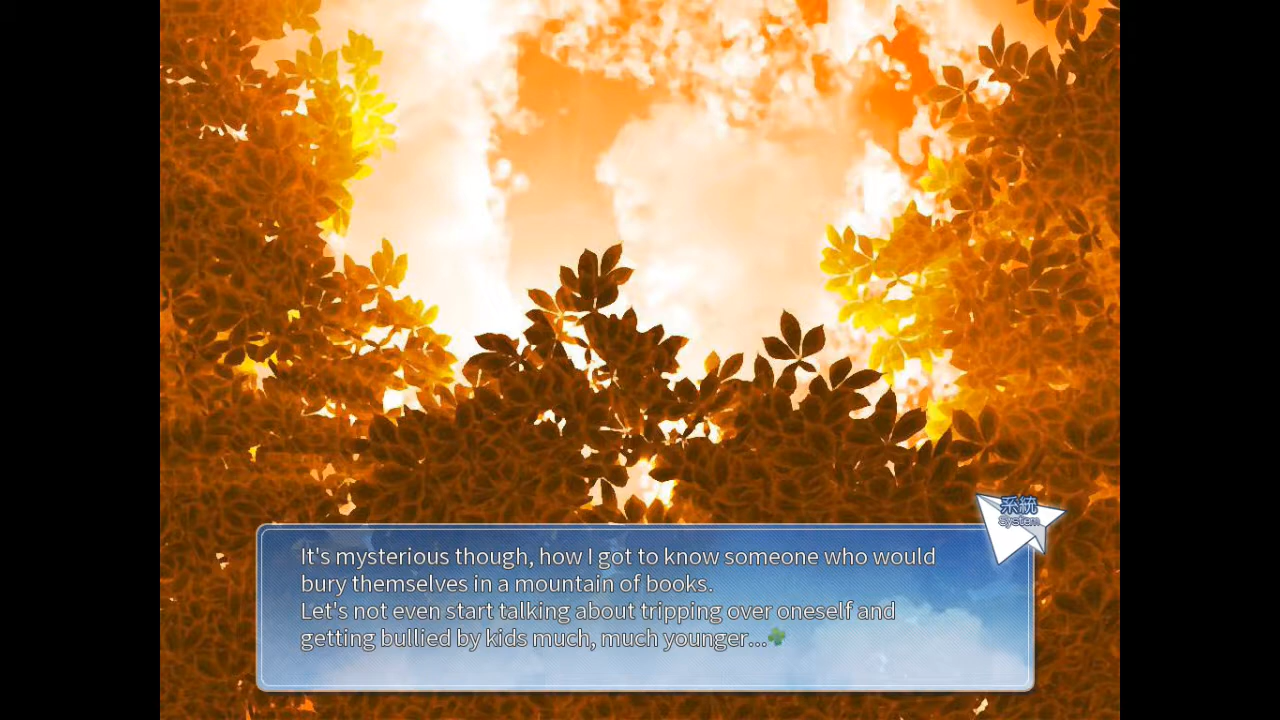 系統
System
It's mysterious though, how I got to know someone who would
bury themselves in a mountain of books.
Let's not even start talking about tripping over oneself and
getting bullied by kids much, much younger...